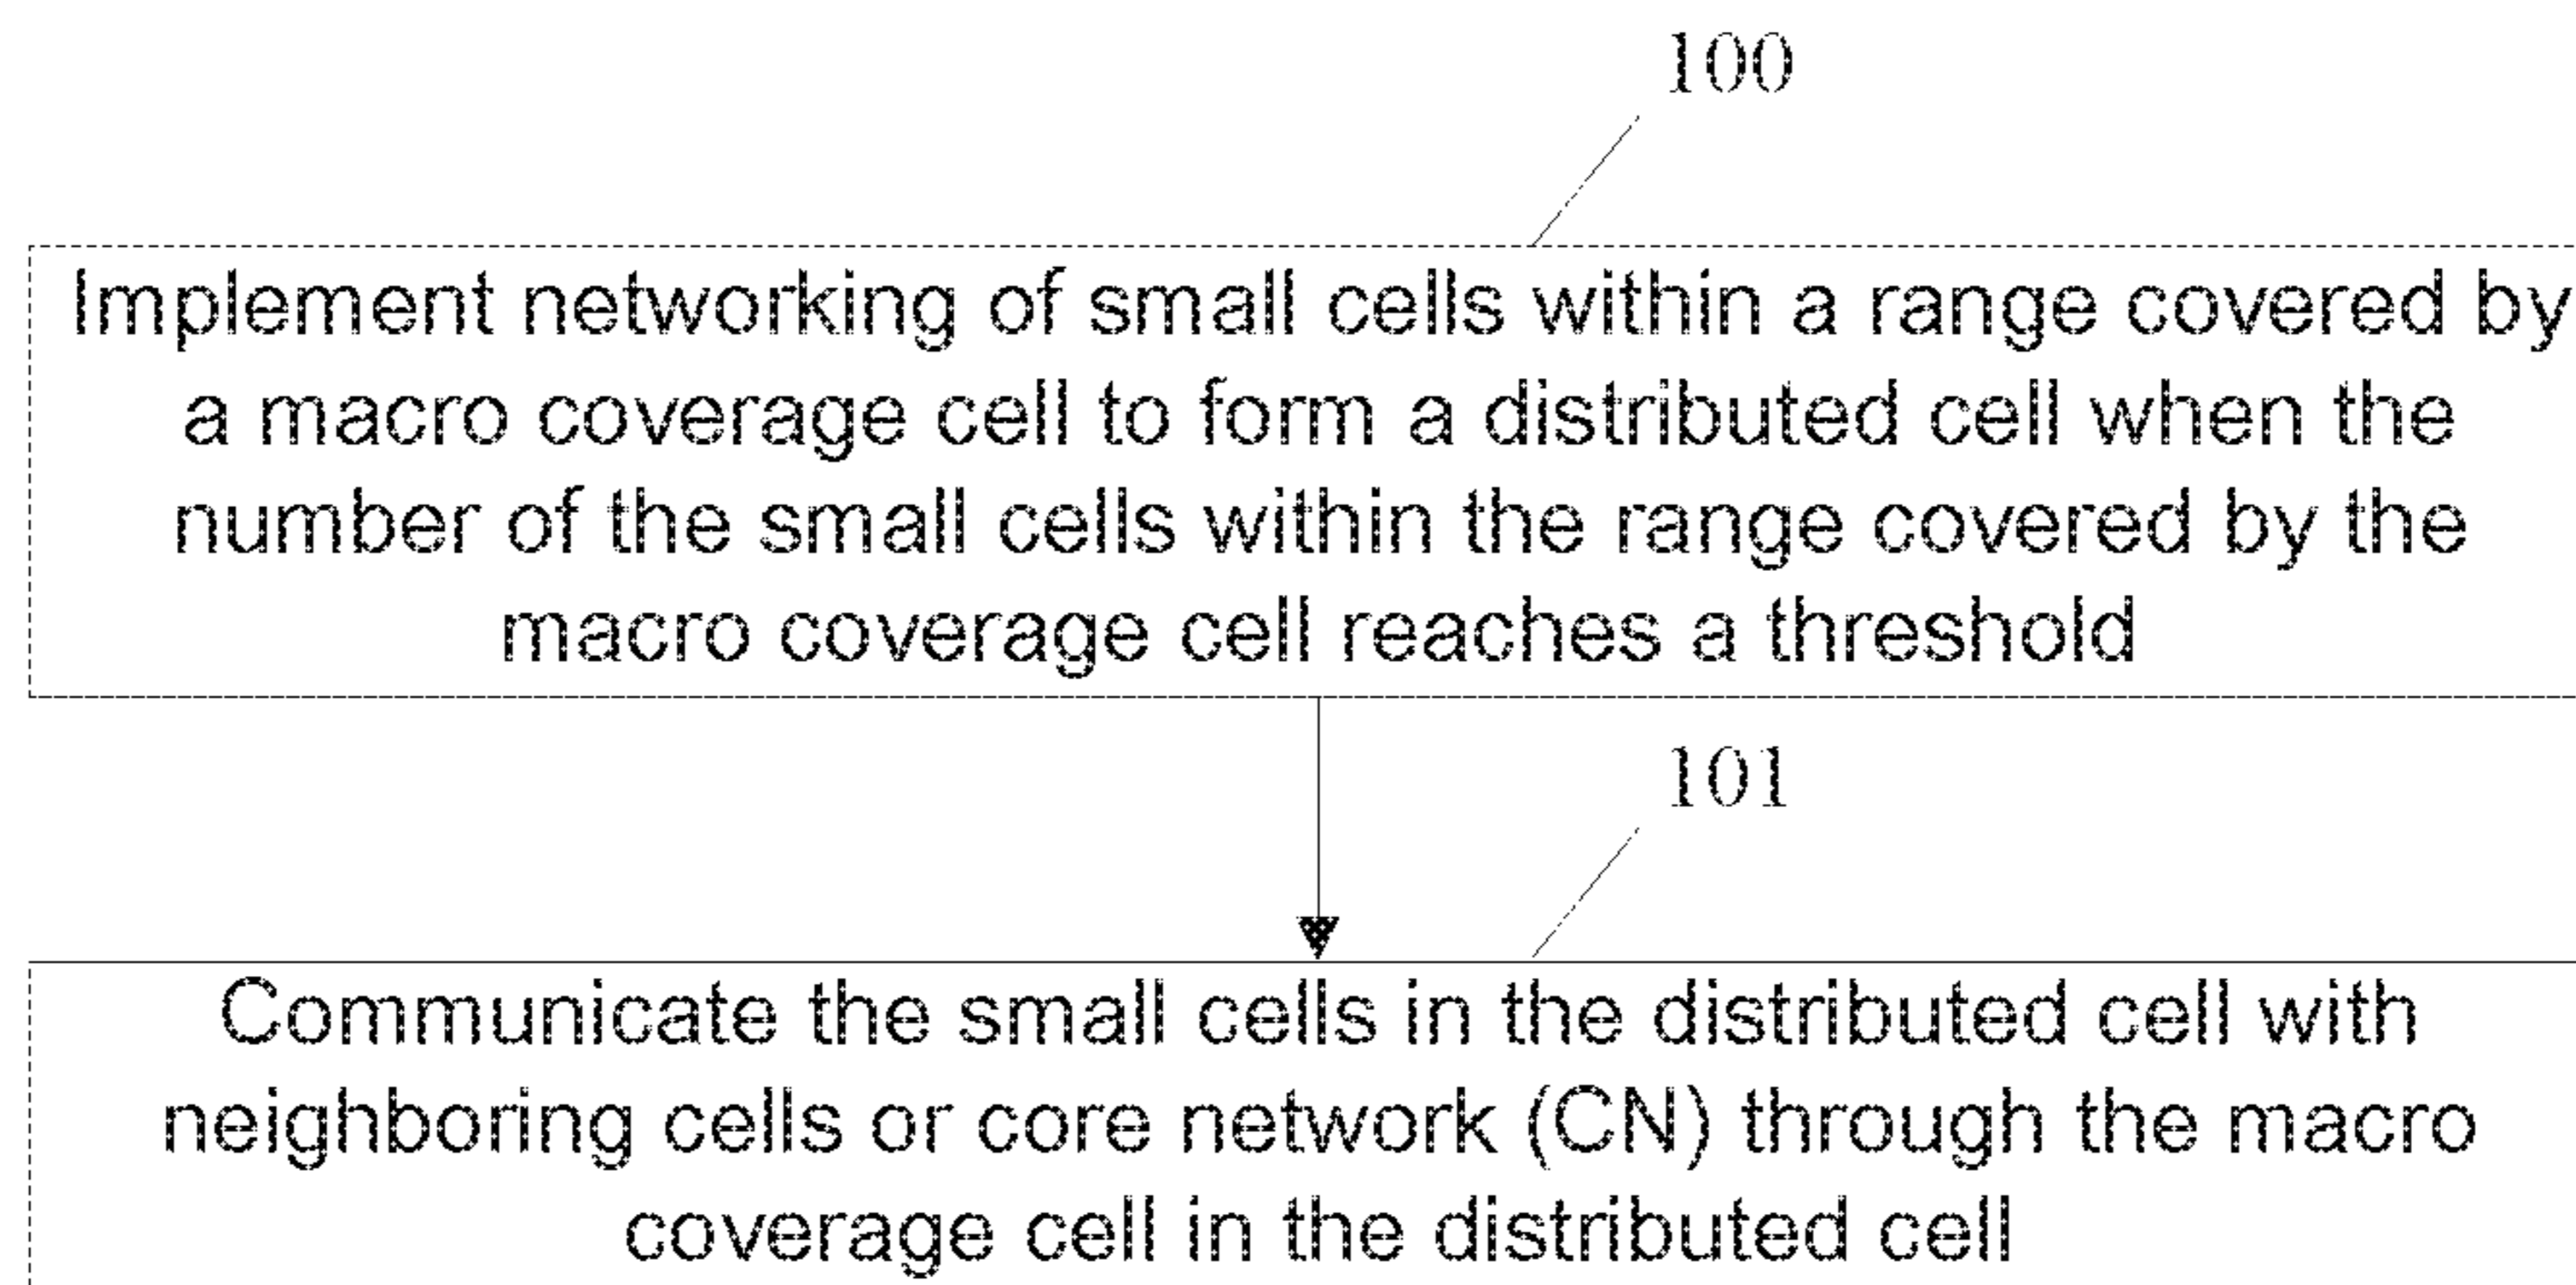 100
Implement networking of small cells within a range covered by
a macro coverage cell to form a distributed cell when the
number of the small cells within the range covered by the
macro coverage cell reaches a threshold
101
Communicate the small cells in the distributed cell with
neighboring cells or core network (CN) through the macro
coverage cell in the distributed cell